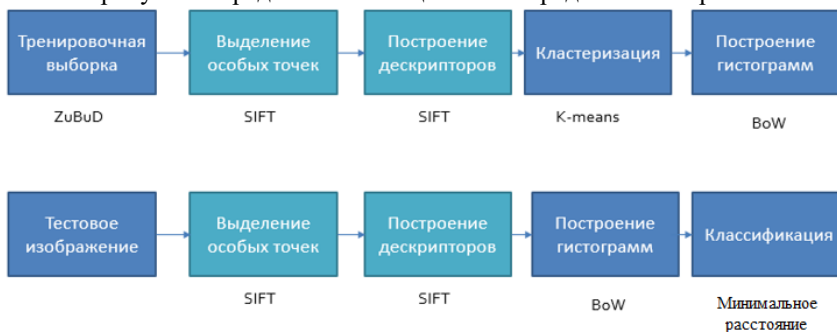 Тренировочная выборка
Выделение особых точек
Построение дескрипторов
Кластеризация
Построение гистограмм
ZuBuD
SIFT
SIFT
K-means
BoW
Тестовое изображение
Выделение особых точек
Построение дескрипторов
Построение гистограмм
Классификация
SIFT
SIFT
BoW
Минимальное
расстояние